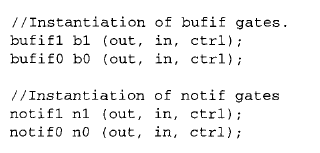 //Instantiation of bufif gates.
bufif1 b1 (out, in, ctrl);
bufif0 b0 (out, in, ctrl);
//Instantiation of notif gates
notif1 n1 (out, in, ctrl);
notif0 n0 (out, in, ctrl);